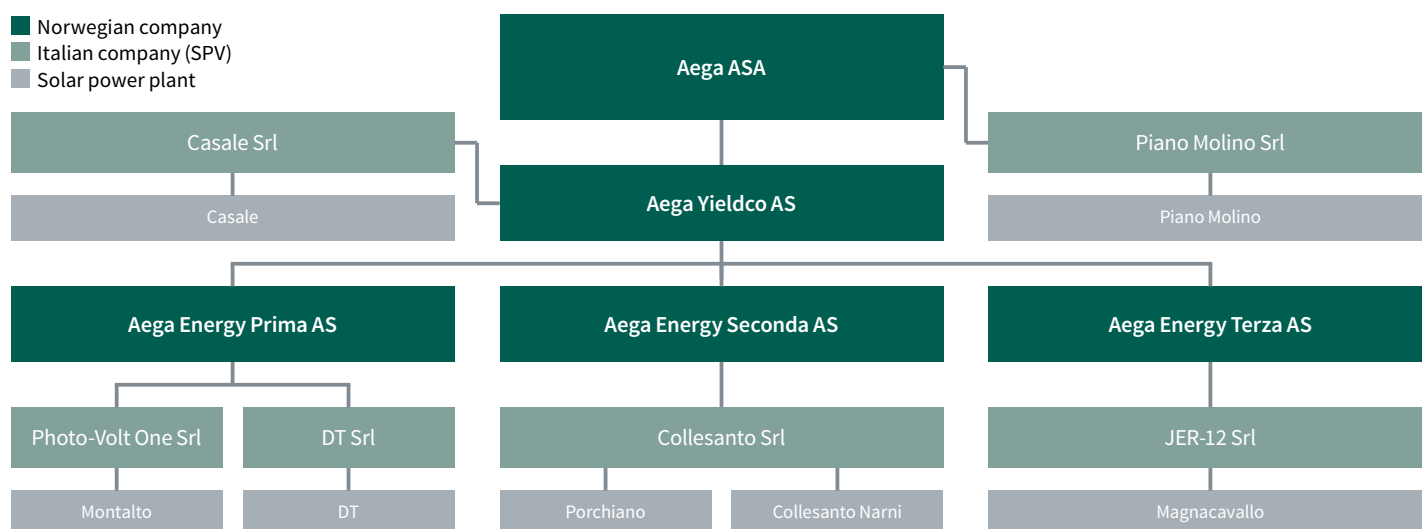 Norwegian company
Italian company (SPV)
Solar power plant
Aega ASA
Casale Srl
Piano Molino Srl
Casale
Aega Yieldco AS
Piano Molino
Aega Energy Prima AS
Aega Energy Seconda AS
Aega Energy Terza AS
Photo-Volt One Srl
DT Srl
Collesanto Srl
JER-12 Srl
Montalto
DT
Porchiano
Collesanto Narni
Magnacavallo